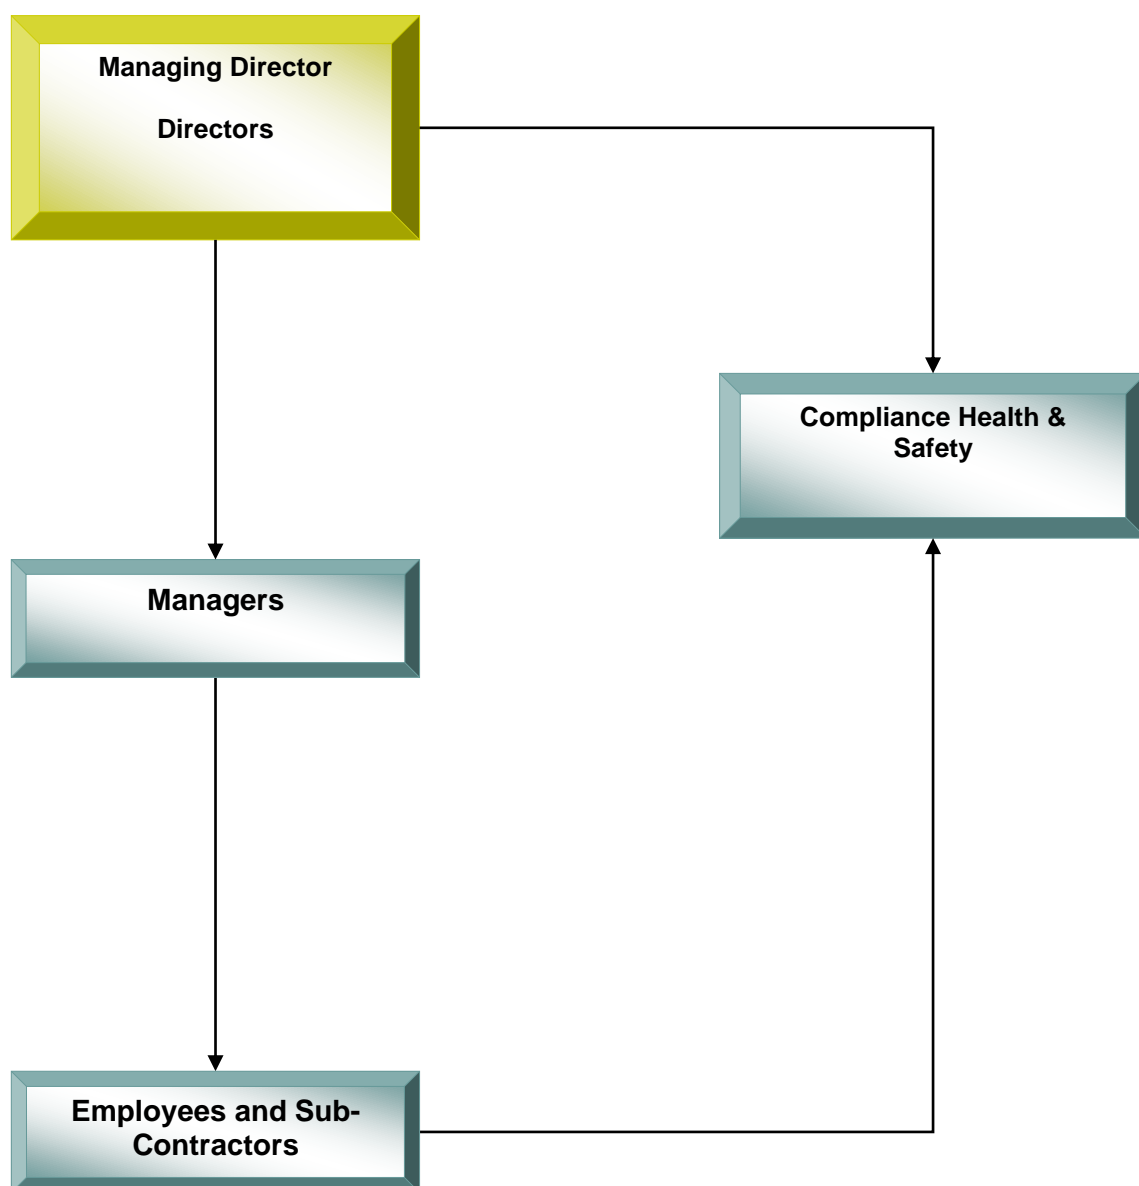 Managing Director
Directors
Compliance Health &
Safety
Managers
Employees and Sub-
Contractors